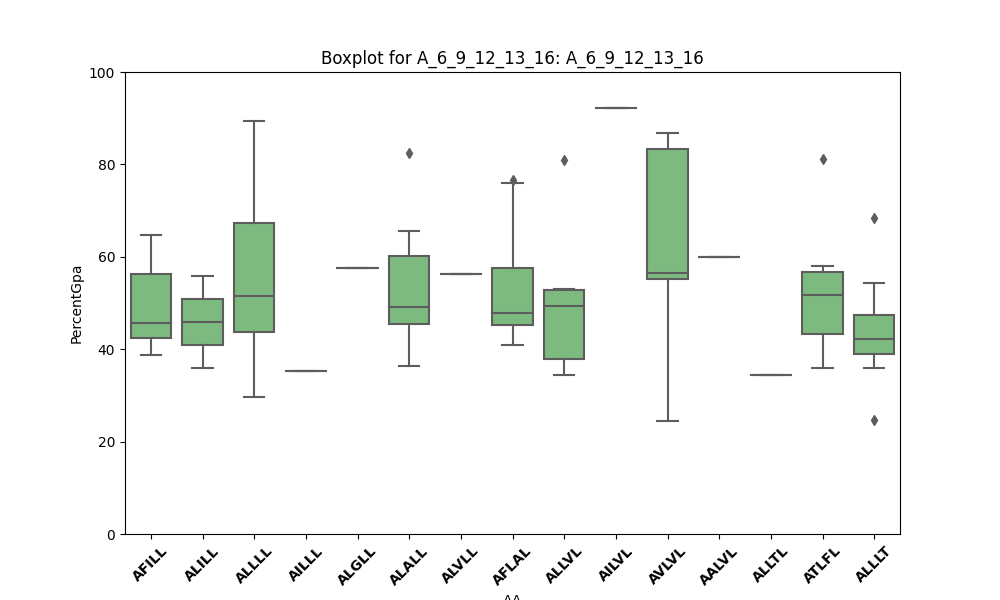 Boxplot for A_6_9_12_13_16: A_6_9_12_13_16
PercentGpa
100
80
60
40
20
0
AFILL ALILL ALLLL AILLL ALGLL ALALL ALVLL AFLAL ALLVL AILVL AVLVL AALVL ALLTL ATLFL ALLLT
AA